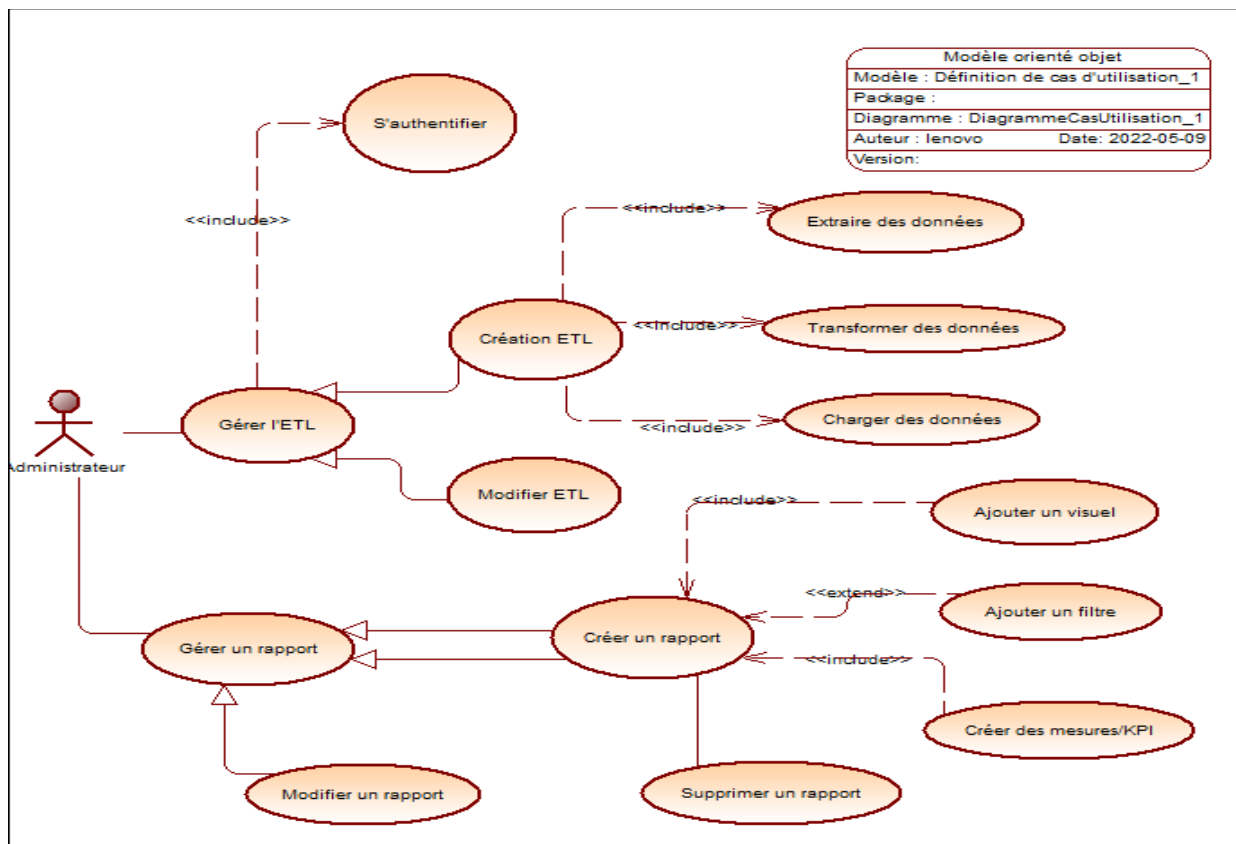 Modèle orienté objet
Modèle : Définition de cas d'utilisation_1
Package :
Diagramme : DiagrammeCasUtilisation_1
Auteur : lenovo Date: 2022-05-09
Version:
S'authentifier
<<include>>
<<include>>
Extraire des données
Création ETL
<<include>>
Transformer des données
Gérer l'ETL
<<include>>
Charger des données
Administrateur
Modifier ETL
<<include>>
Ajouter un visuel
<<extend>>
Ajouter un filtre
Gérer un rapport
Créer un rapport
<<include>>
Créer des mesures/KPI
Modifier un rapport
Supprimer un rapport